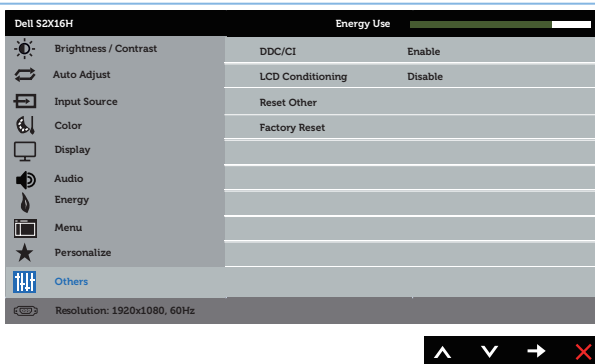 Dell S2X16H Energy Use
Brightness / Contrast DDC/CI Enable
Auto Adjust LCD Conditioning Disable
Input Source Reset Other
Color Factory Reset
Display
Audio
Energy
Menu
Personalize
Others
Resolution: 1920x1080, 60Hz